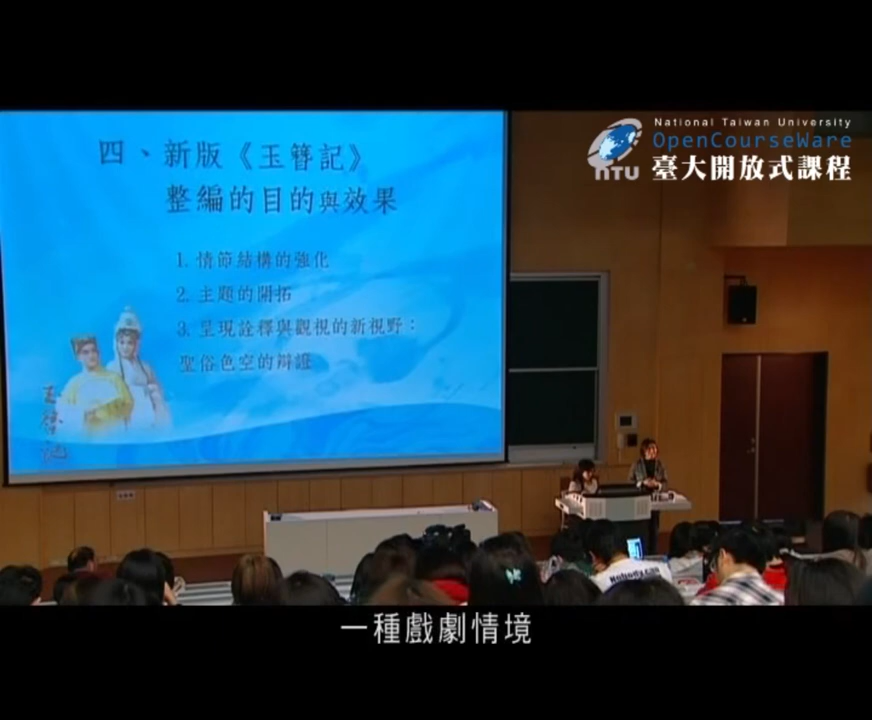 四、新版《玉簪記》
整編的目的與效果
1. 情節結構的強化
2. 主題的開拓
3. 呈現詮釋與觀視的新視野：
聖俗色空的辯證
玉簪記
National Taiwan University
OpenCourseWare
NTU
臺大開放式課程
一種戲劇情境